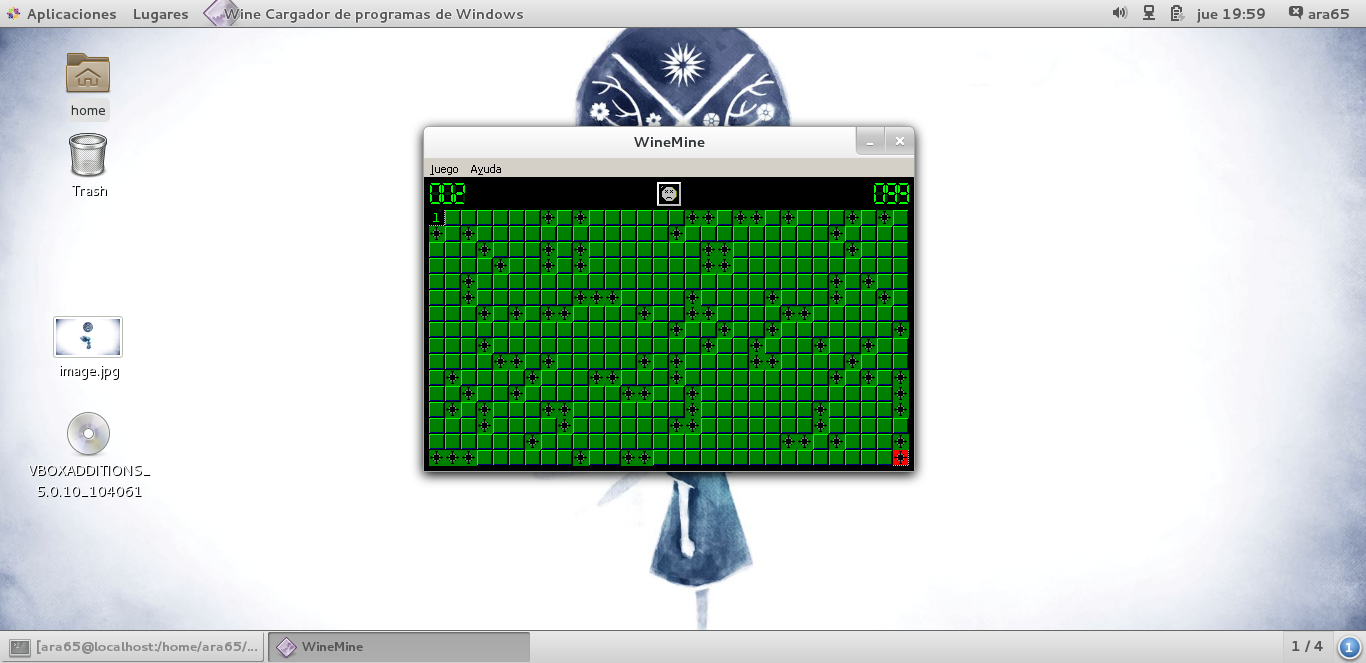 Aplicaciones Lugares Wine Cargador de programas de Windows jue 19:59 ara65
home
Trash
image.jpg
VBOXADDITIONS_
5.0.10_104061
WineMine
Juego Ayuda
002 099
1
[ara65@localhost:/home/ara65/... WineMine 1 / 4 1